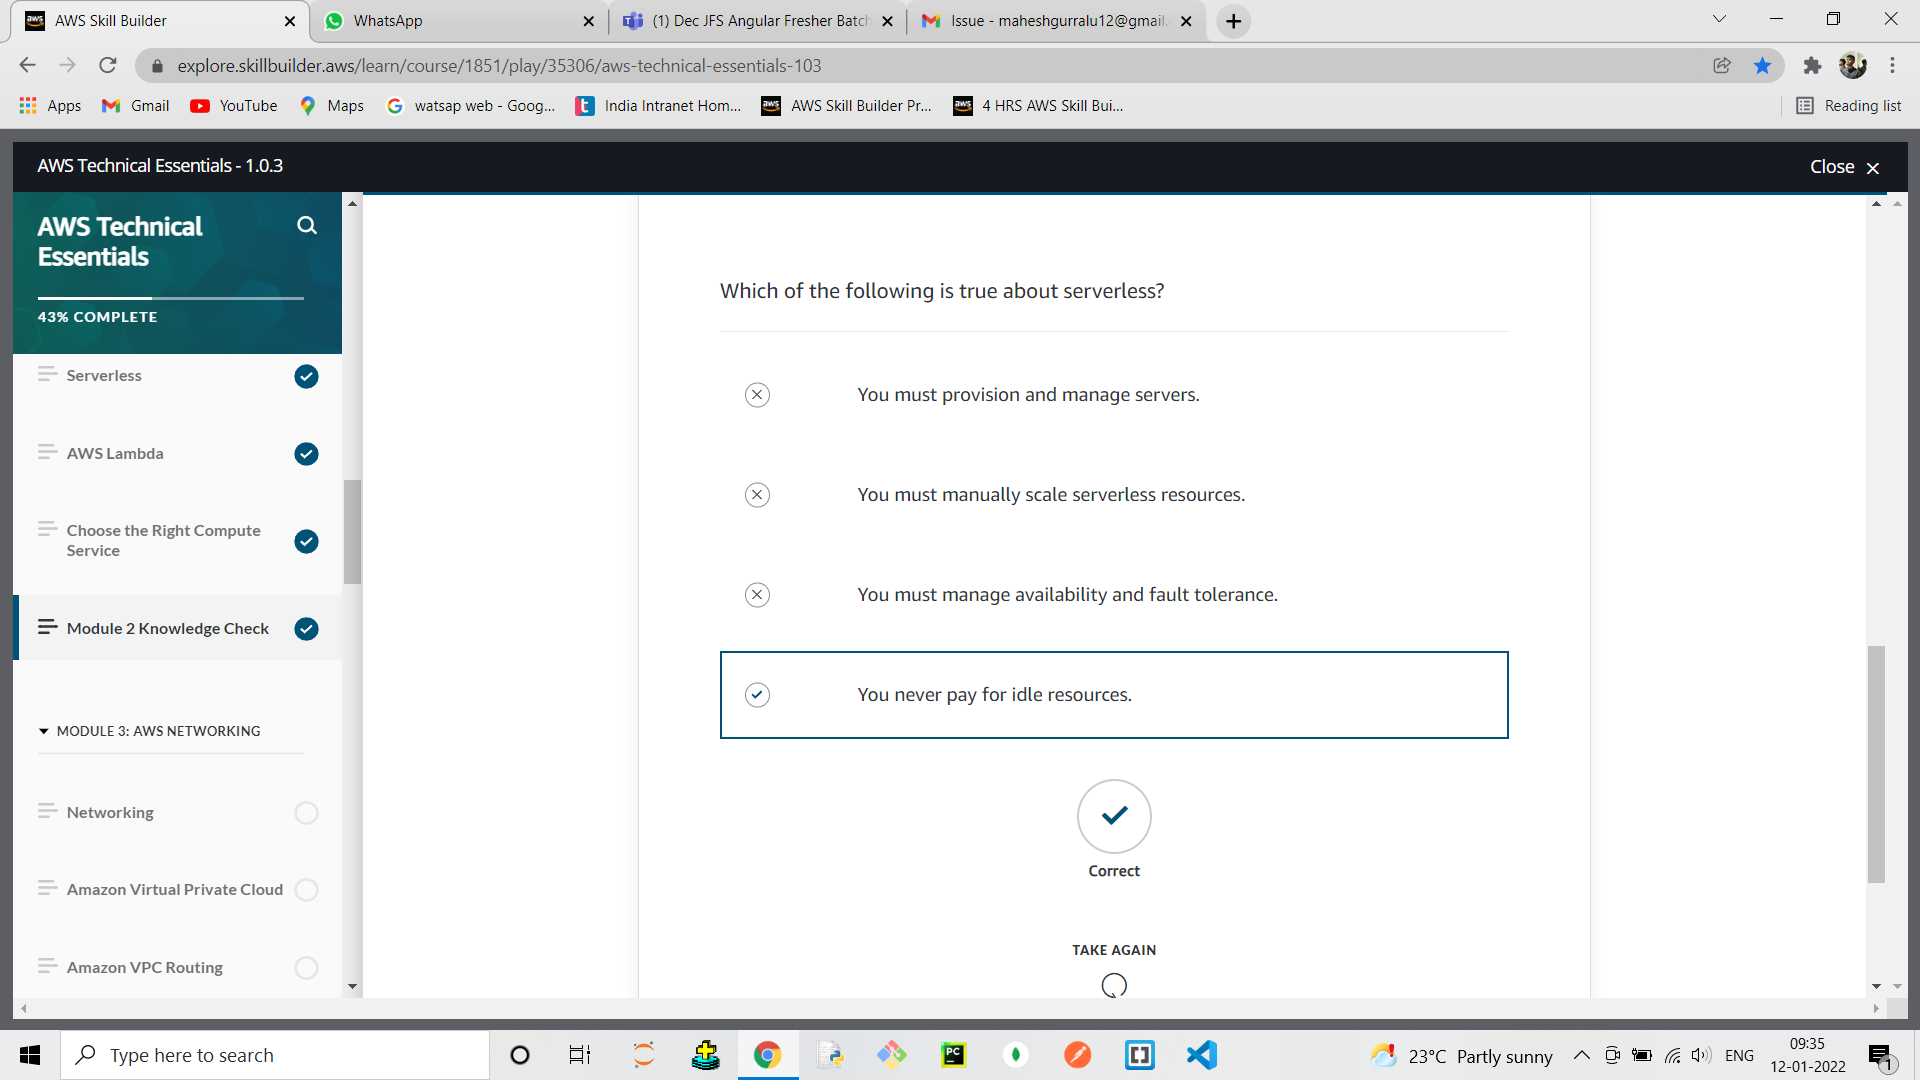 AWS Skill Builder
WhatsApp
(1) Dec JFS Angular Fresher Batch
Issue - maheshgurralu12@gmail.
explore.skillbuilder.aws/learn/course/1851/play/35306/aws-technical-essentials-103
Apps
Gmail
YouTube
Maps
watsap web - Goog...
India Intranet Hom...
AWS Skill Builder Pr...
4 HRS AWS Skill Bui...
Reading list
AWS Technical Essentials - 1.0.3
Close
AWS Technical
Essentials
43% COMPLETE
Serverless
AWS Lambda
Choose the Right Compute
Service
Module 2 Knowledge Check
MODULE 3: AWS NETWORKING
Networking
Amazon Virtual Private Cloud
Amazon VPC Routing
Which of the following is true about serverless?
You must provision and manage servers.
You must manually scale serverless resources.
You must manage availability and fault tolerance.
You never pay for idle resources.
Correct
TAKE AGAIN
Type here to search
PC
23°C Partly sunny
ENG
09:35
12-01-2022
1